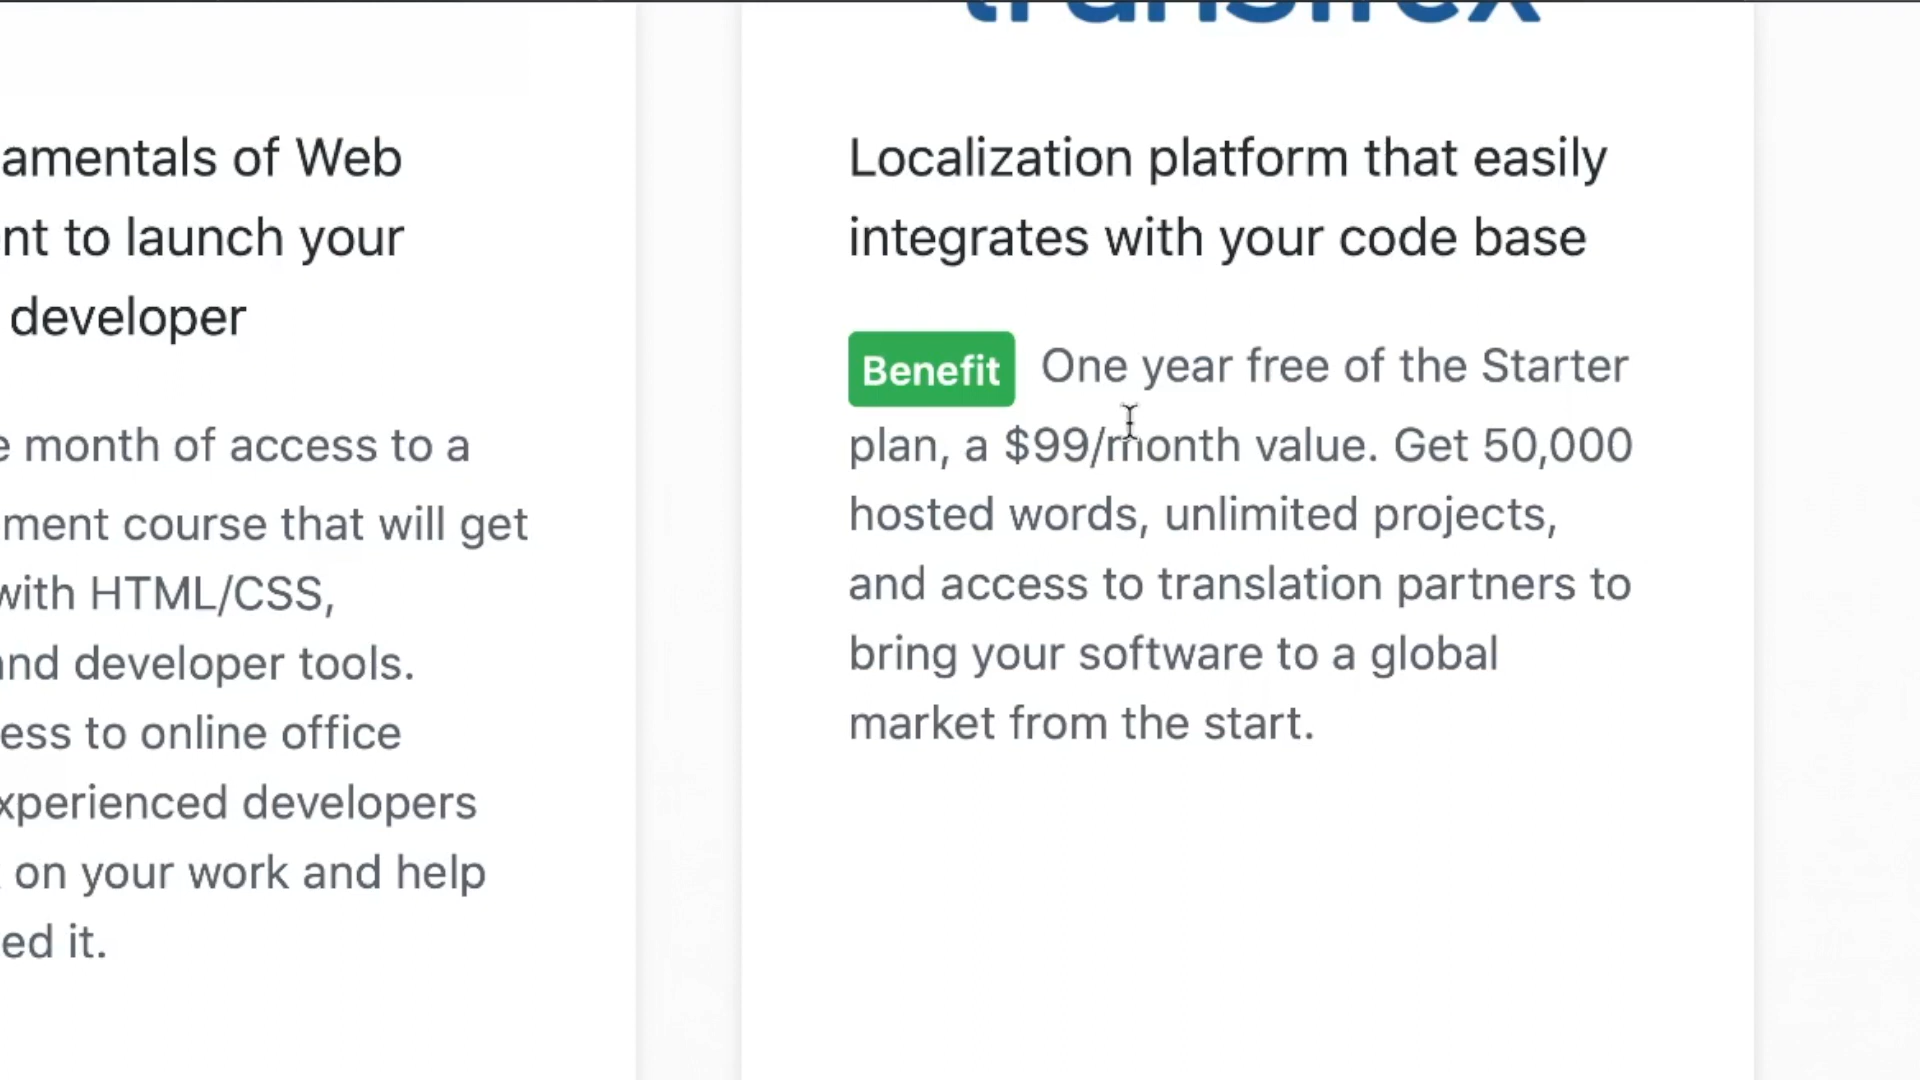 transifex
amentals of Web
nt to launch your
developer
e month of access to a
ment course that will get
with HTML/CSS,
and developer tools.
ess to online office
xperienced developers
on your work and help
ed it.
Localization platform that easily
integrates with your code base
Benefit One year free of the Starter
plan, a $99/month value. Get 50,000
hosted words, unlimited projects,
and access to translation partners to
bring your software to a global
market from the start.